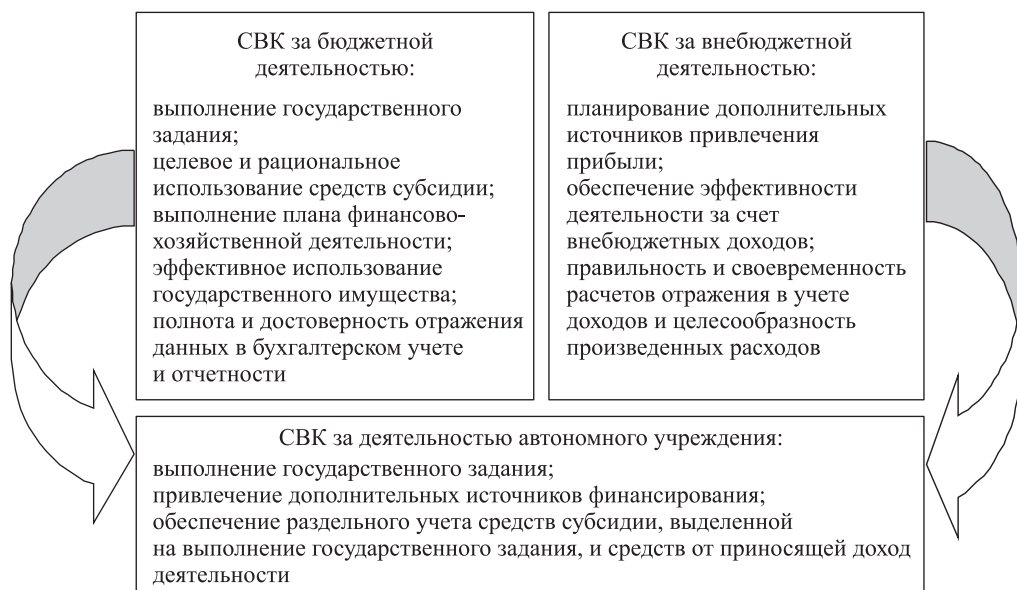 СВК за бюджетной
деятельностью:
выполнение государственного
задания;
целевое и рациональное
использование средств субсидии;
выполнение плана финансово-
хозяйственной деятельности;
эффективное использование
государственного имущества;
полнота и достоверность отражения
данных в бухгалтерском учете
и отчетности
СВК за внебюджетной
деятельностью:
планирование дополнительных
источников привлечения
прибыли;
обеспечение эффективности
деятельности за счет
внебюджетных доходов;
правильность и своевременность
расчетов отражения в учете
доходов и целесообразность
произведенных расходов
СВК за деятельностью автономного учреждения:
выполнение государственного задания;
привлечение дополнительных источников финансирования;
обеспечение раздельного учета средств субсидии, выделенной
на выполнение государственного задания, и средств от приносящей доход
деятельности